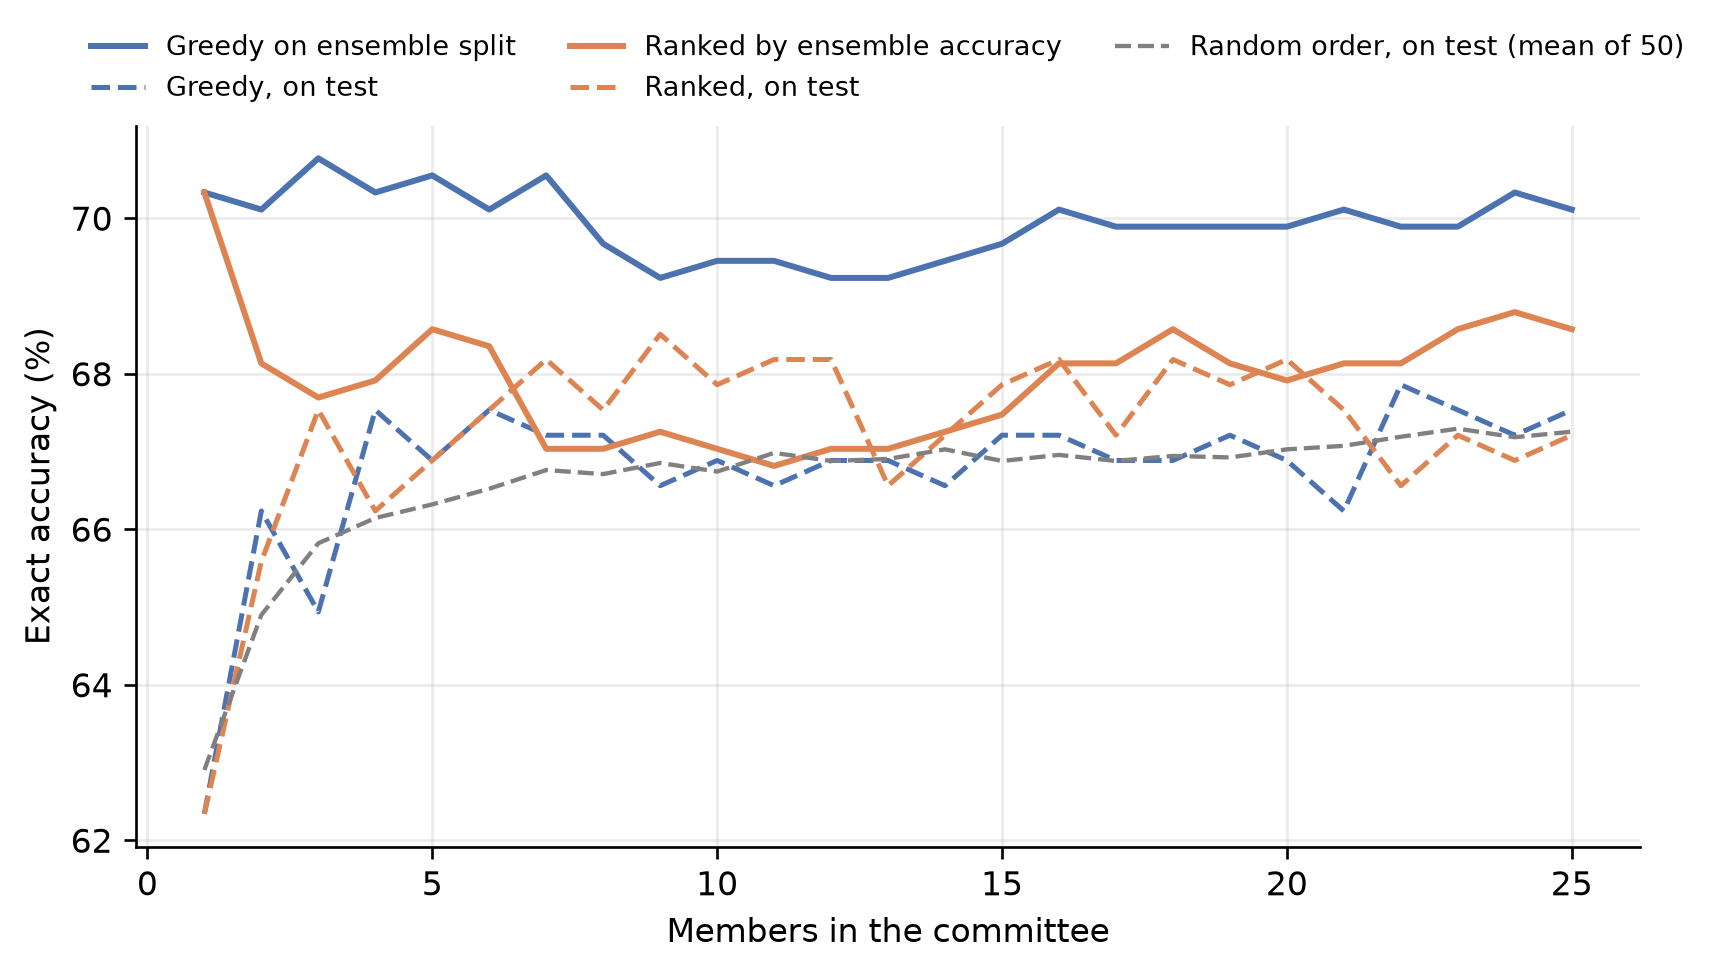 Greedy on ensemble split
Greedy, on test
Ranked by ensemble accuracy
Ranked, on test
Random order, on test (mean of 50)
Exact accuracy (%)
70
68
66
64
62
0 5 10 15 20 25
Members in the committee